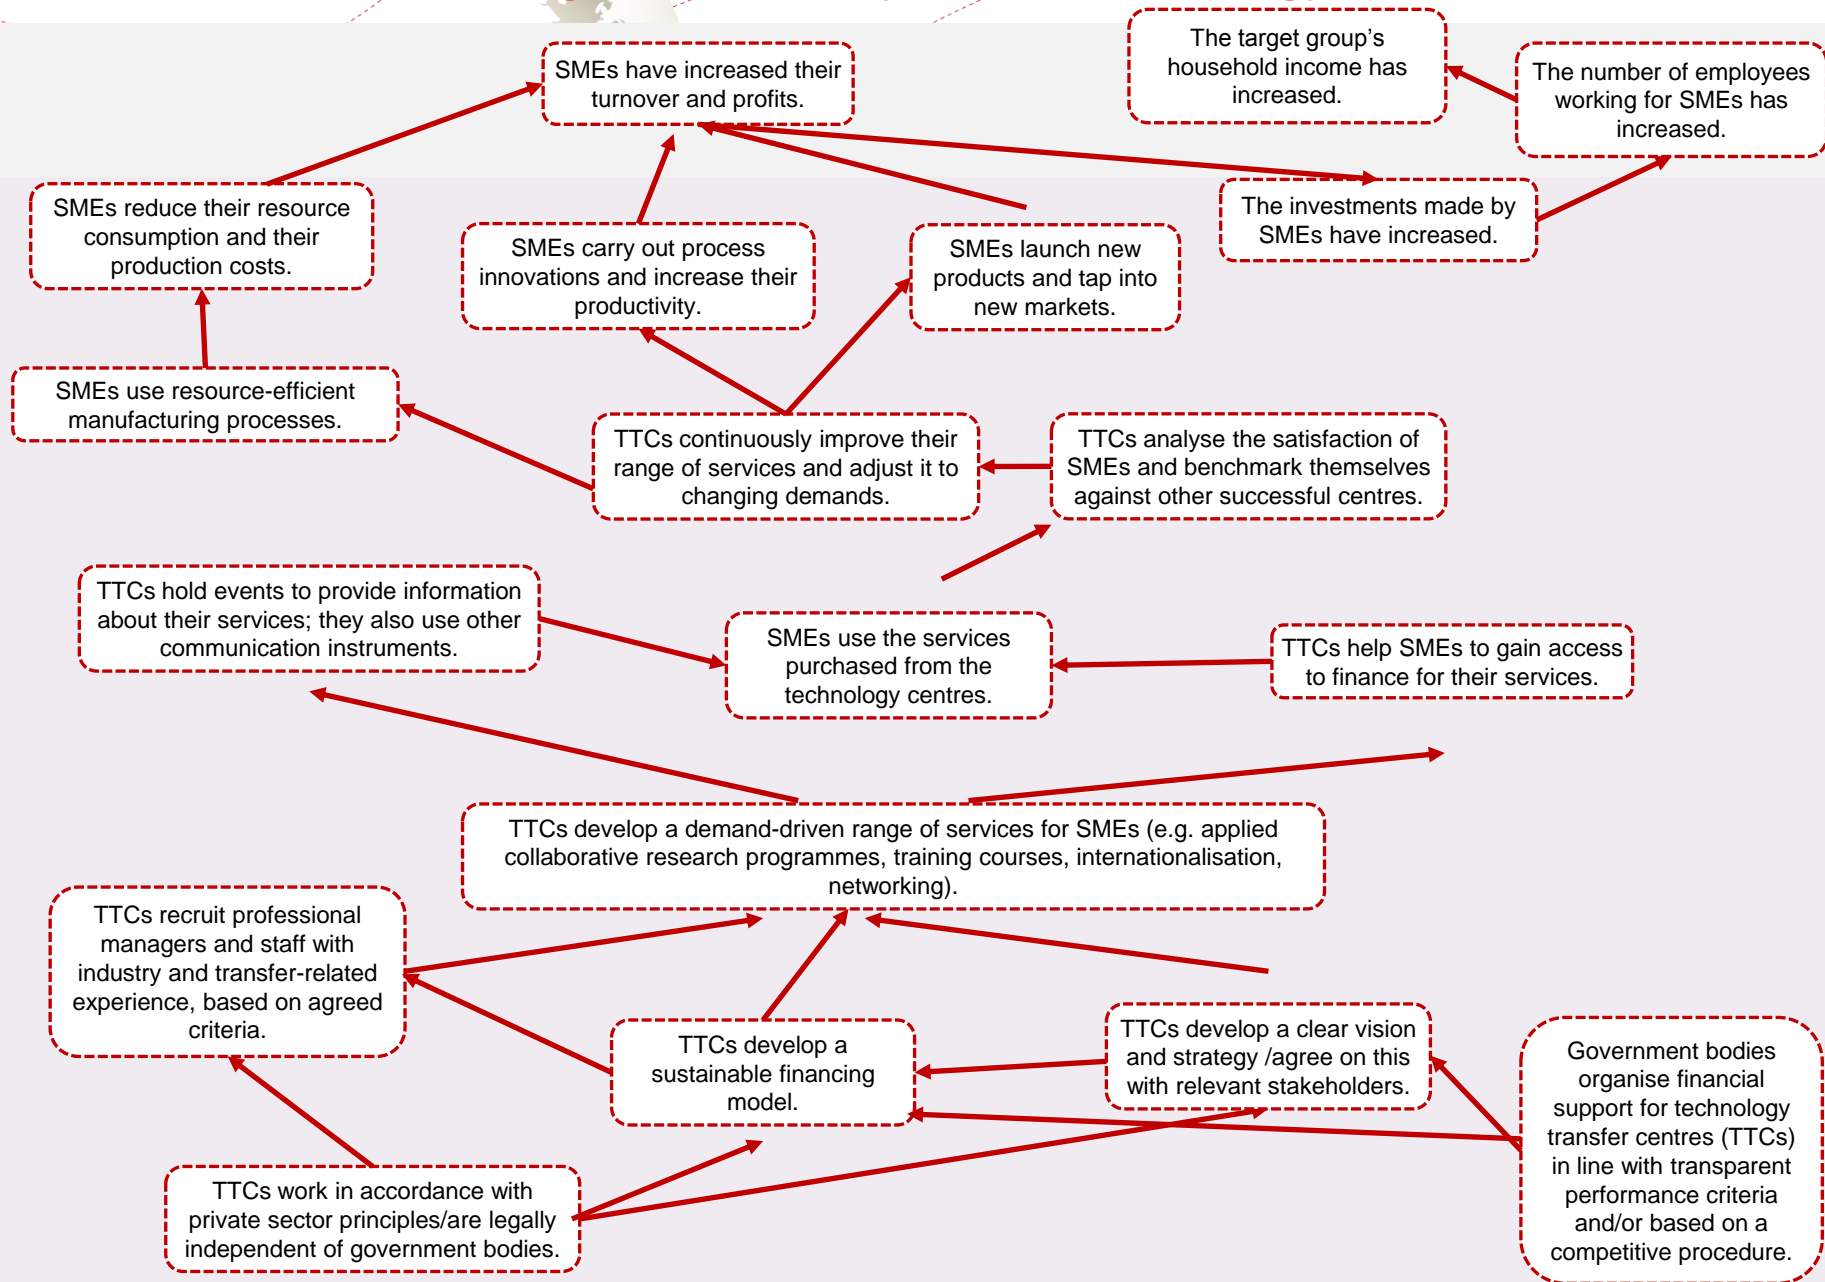 The target group's
household income has
increased.
SMEs have increased their
turnover and profits.
The number of employees
working for SMEs has
increased.
SMEs reduce their resource
consumption and their
production costs.
SMEs carry out process
innovations and increase their
productivity.
SMEs launch new
products and tap into
new markets.
The investments made by
SMEs have increased.
SMEs use resource-efficient
manufacturing processes.
TTCs continuously improve their
range of services and adjust it to
changing demands.
TTCs analyse the satisfaction of
SMEs and benchmark themselves
against other successful centres.
TTCs hold events to provide information
about their services; they also use other
communication instruments.
SMEs use the services
purchased from the
technology centres.
TTCs help SMEs to gain access
to finance for their services.
TTCs develop a demand-driven range of services for SMEs (e.g. applied
collaborative research programmes, training courses, internationalisation,
networking).
TTCs recruit professional
managers and staff with
industry and transfer-related
experience, based on agreed
criteria.
TTCs develop a
sustainable financing
model.
TTCs develop a clear vision
and strategy /agree on this
with relevant stakeholders.
Government bodies
organise financial
support for technology
transfer centres (TTCs)
in line with transparent
performance criteria
and/or based on a
competitive procedure.
TTCs work in accordance with
private sector principles/are legally
independent of government bodies.